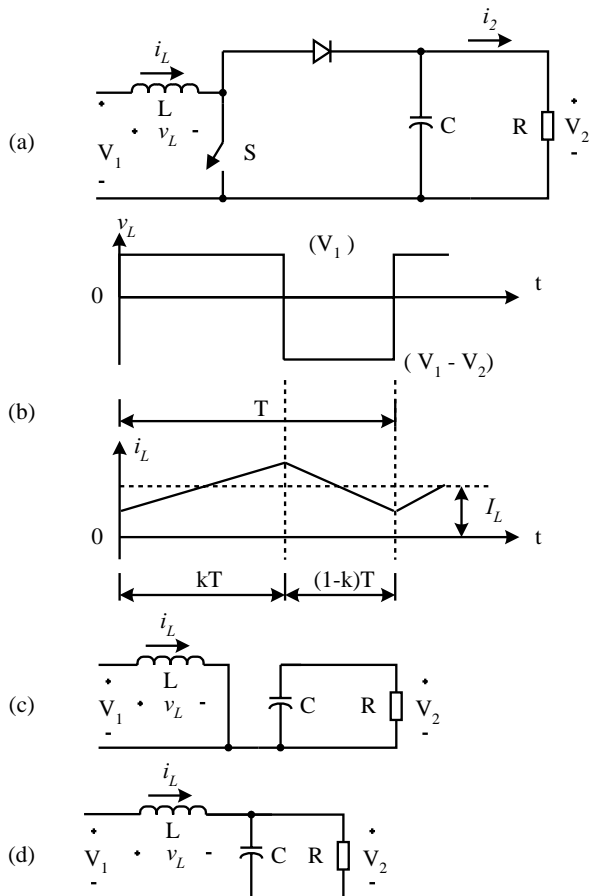 (a)
i_L
i_2
+
L
+ v_L -
V_1
-
S
C
R
+
V_2
-
v_L
(V_1)
0
t
(V_1 - V_2)
(b)
T
i_L
I_L
0
t
kT
(1-k)T
(c)
i_L
+
L
V_1
+ v_L -
-
C
R
+
V_2
-
(d)
i_L
+
L
V_1
+ v_L -
-
C
R
+
V_2
-